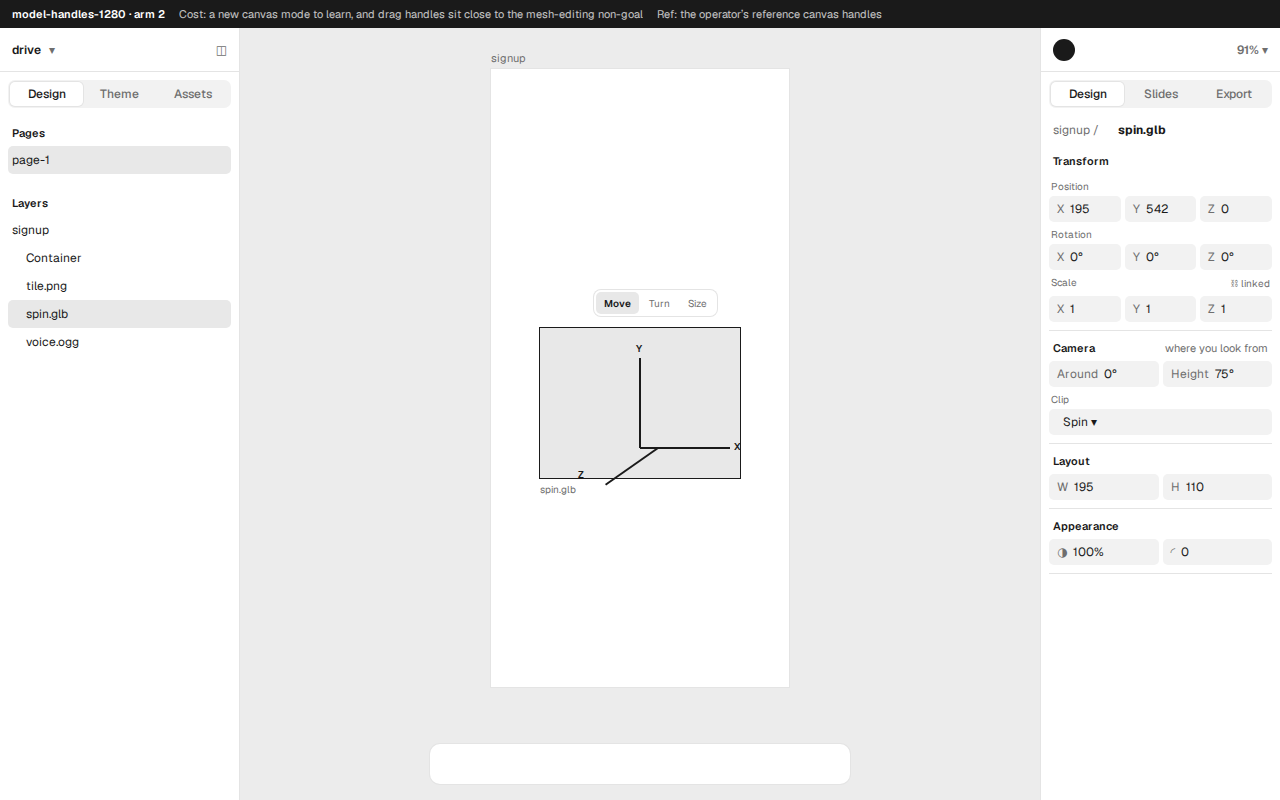 model-handles-1280 · arm 2 Cost: a new canvas mode to learn, and drag handles sit close to the mesh-editing non-goal Ref: the operator's reference canvas handles
drive ▾
Design Theme Assets
Pages
page-1
Layers
signup
Container
tile.png
spin.glb
voice.ogg
signup
Move Turn Size
Y
X
Z
spin.glb
91% ▾
Design Slides Export
signup / spin.glb
Transform
Position
X 195 Y 542 Z 0
Rotation
X 0° Y 0° Z 0°
Scale linked
X 1 Y 1 Z 1
Camera where you look from
Around 0° Height 75°
Clip
Spin ▾
Layout
W 195 H 110
Appearance
100% 0